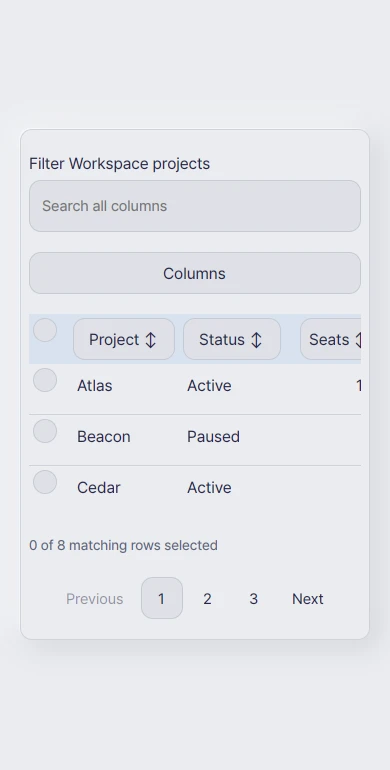 Filter Workspace projects
Search all columns
Columns
Project ↕ Status ↕ Seats ↕
Atlas Active 1
Beacon Paused
Cedar Active
0 of 8 matching rows selected
Previous 1 2 3 Next